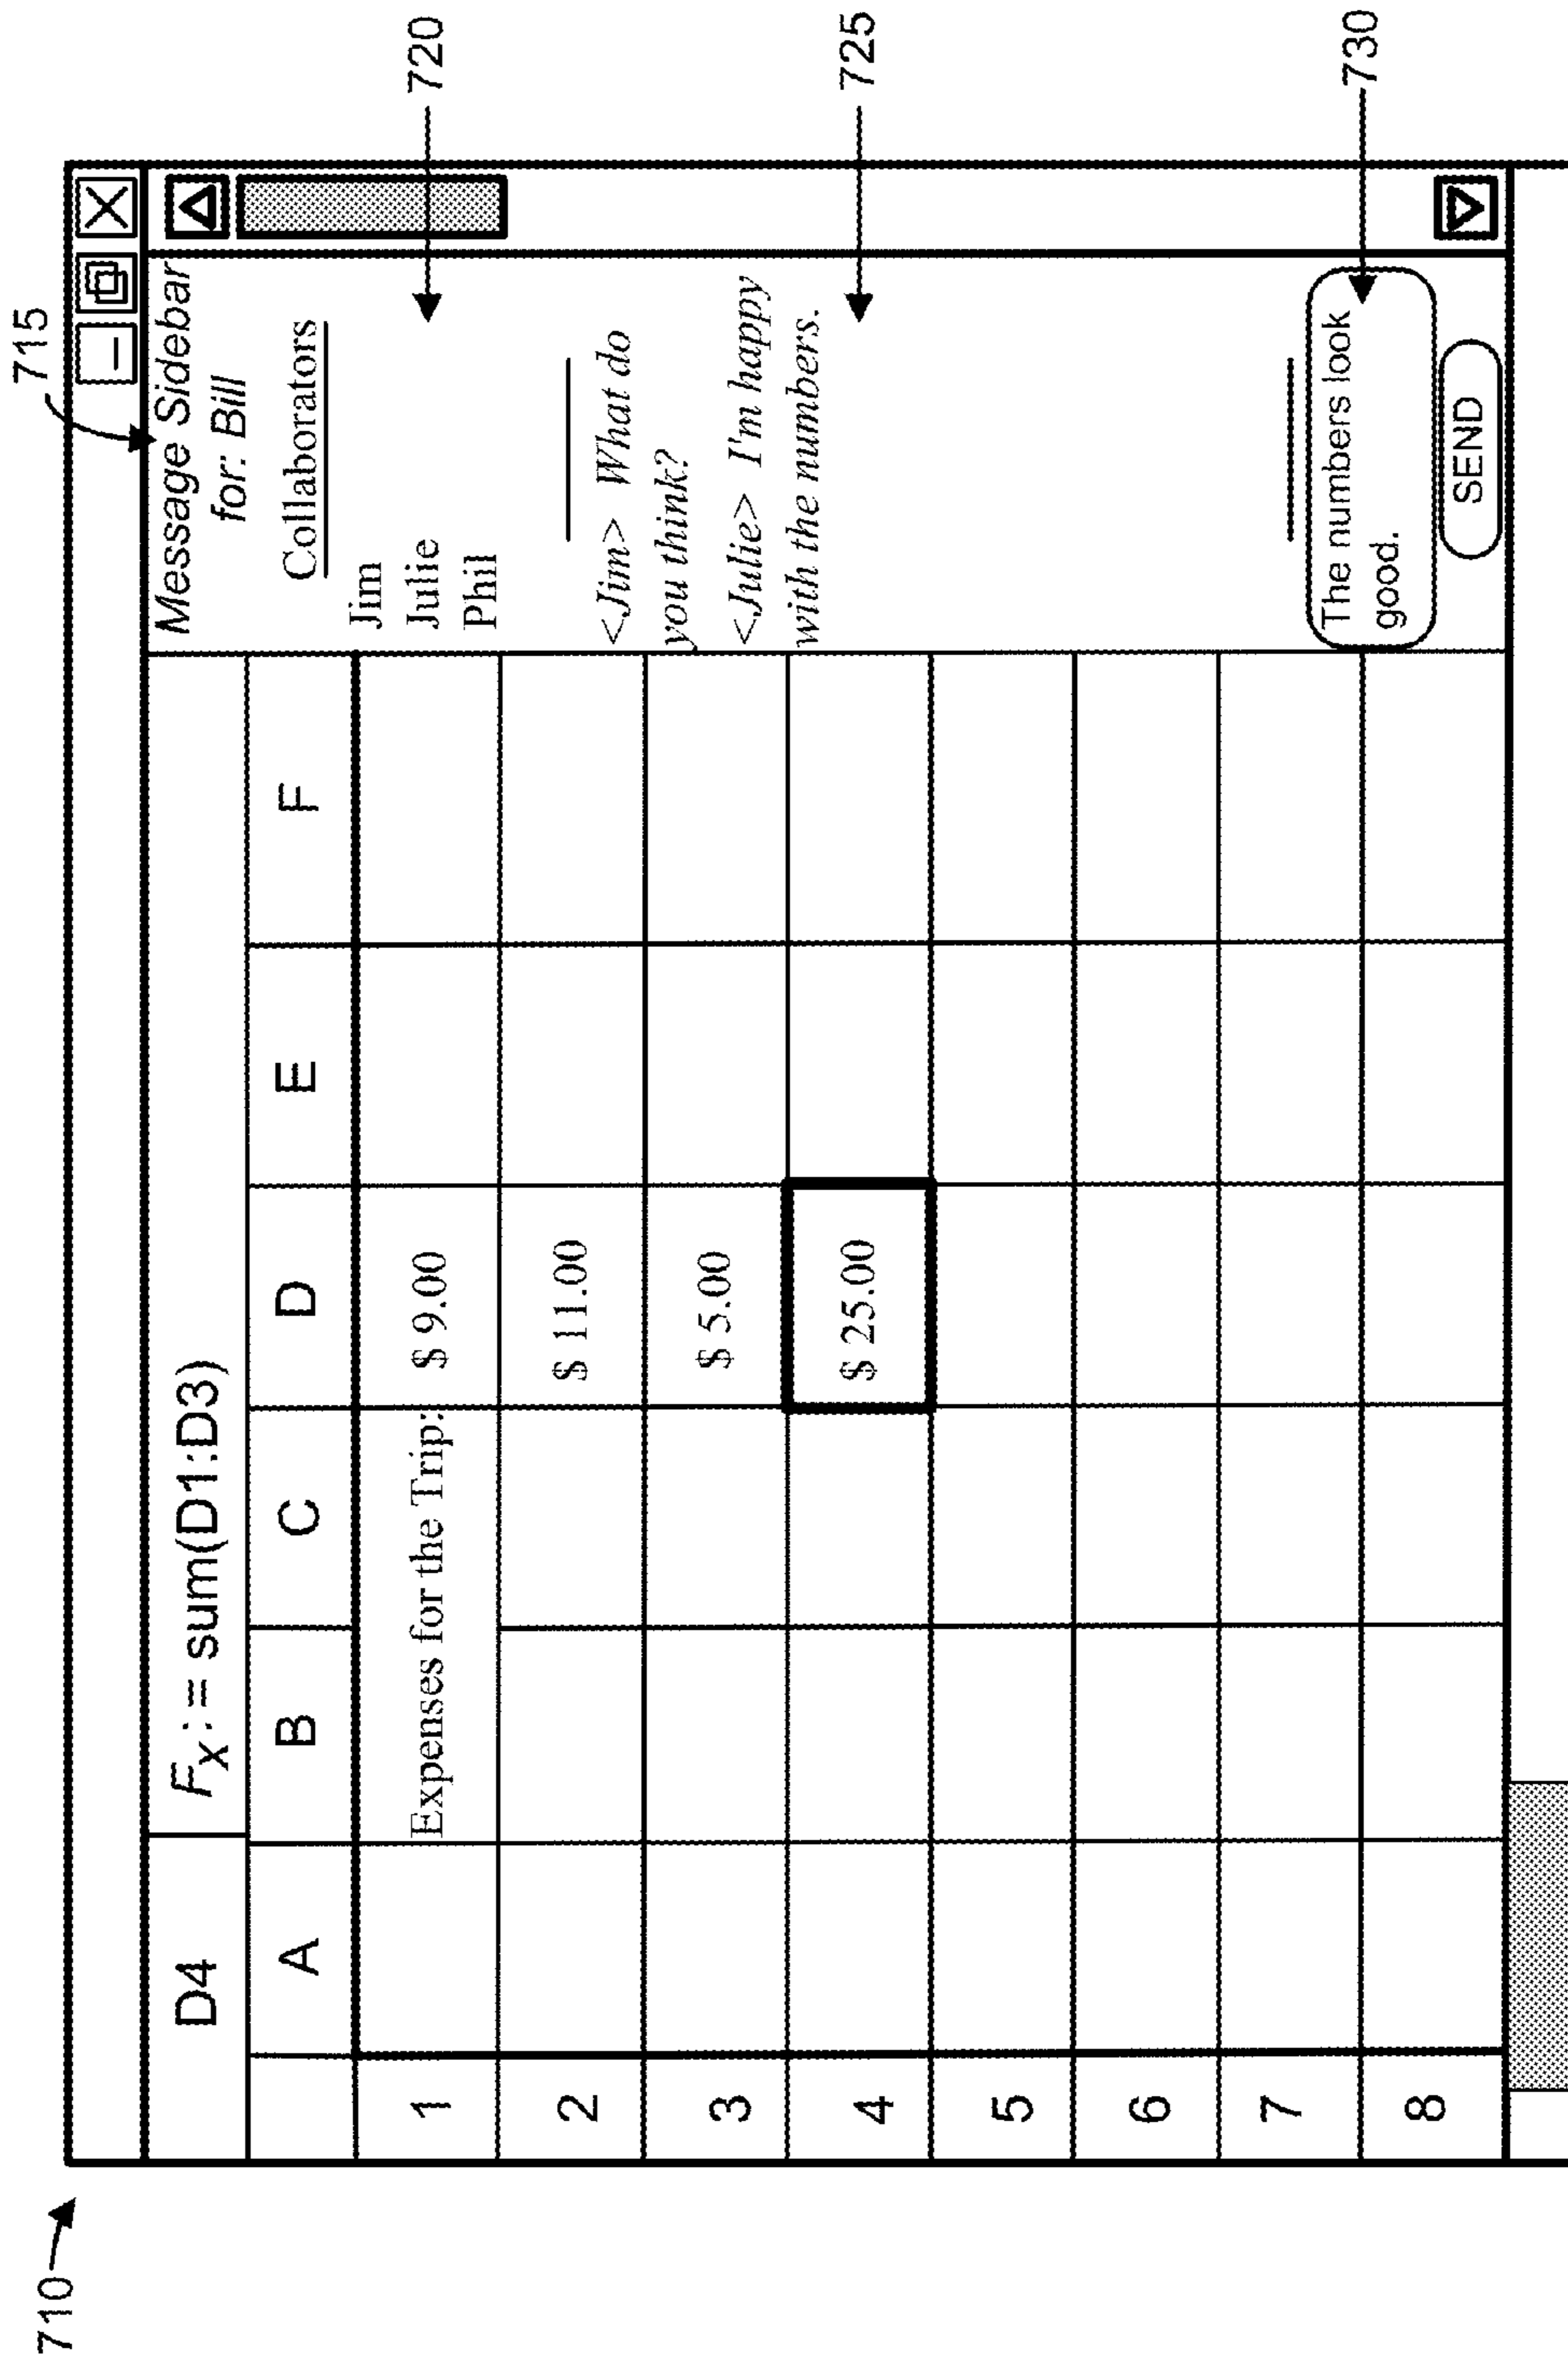 710
715
D4
Fx: = sum(D1:D3)
A B C D E F
1 Expenses for the Trip: $ 9.00
2 $ 11.00
3 $ 5.00
4 $ 25.00
5
6
7
8
Message Sidebar
for: Bill
Collaborators
Jim
Julie
Phil
720
<Jim> What do
you think?
<Julie> I'm happy
with the numbers.
725
The numbers look
good.
730
SEND